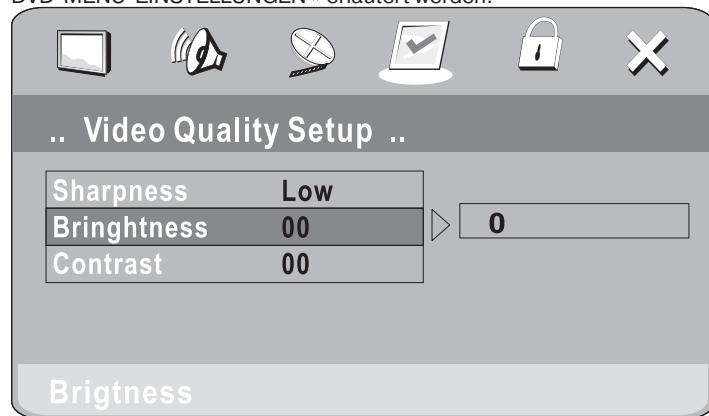 DVD-MENÜ-EINSTELLUNGEN« erläutert werden.
.. Video Quality Setup ..
Sharpness Low
Bringhtness 00 0
Contrast 00
Brigtness